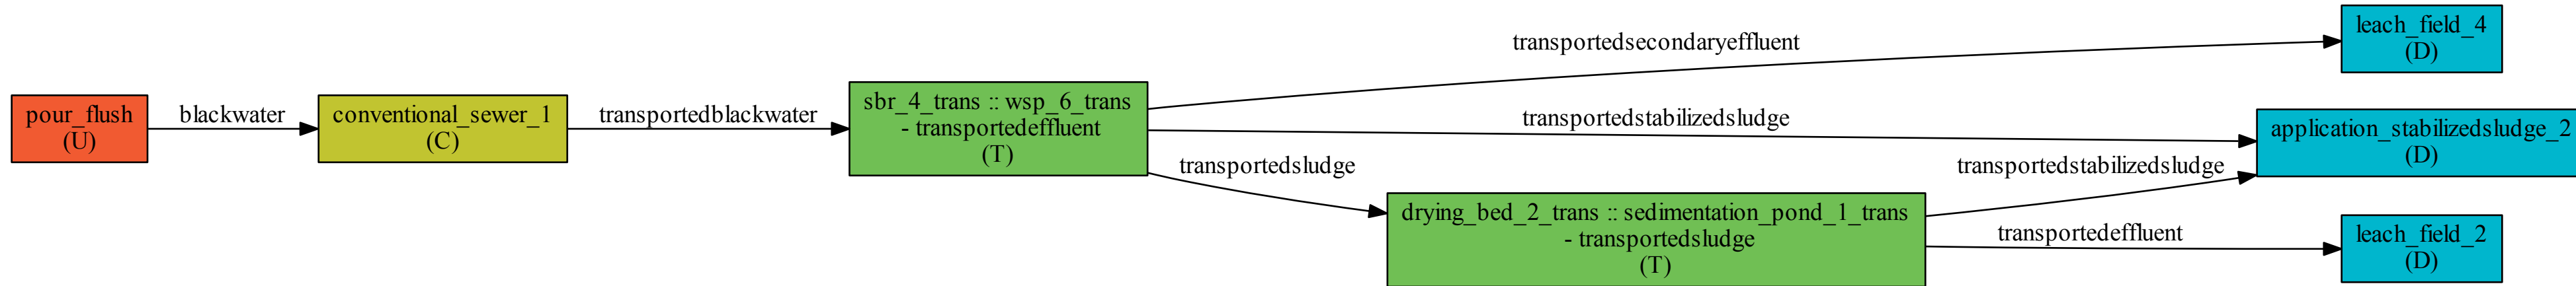 pour_flush
(U)
blackwater
conventional_sewer_1
(C)
transportedblackwater
sbr_4_trans :: wsp_6_trans
- transportedeffluent
(T)
transportedsecondaryeffluent
transportedstabilizedsludge
transportedsludge
drying_bed_2_trans :: sedimentation_pond_1_trans
- transportedsludge
(T)
transportedstabilizedsludge
transportedeffluent
leach_field_4
(D)
application_stabilizedsludge_2
(D)
leach_field_2
(D)